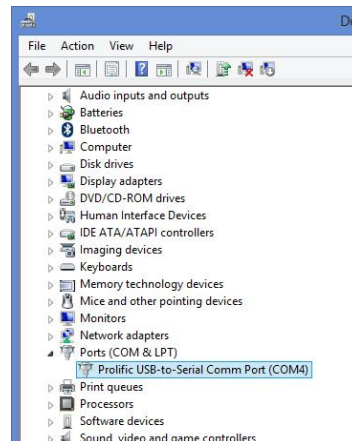 De
File Action View Help
Audio inputs and outputs
Batteries
Bluetooth
Computer
Disk drives
Display adapters
DVD/CD-ROM drives
Human Interface Devices
IDE ATA/ATAPI controllers
Imaging devices
Keyboards
Memory technology devices
Mice and other pointing devices
Monitors
Network adapters
Ports (COM & LPT)
Prolific USB-to-Serial Comm Port (COM4)
Print queues
Processors
Software devices
Sound, video and game controllers